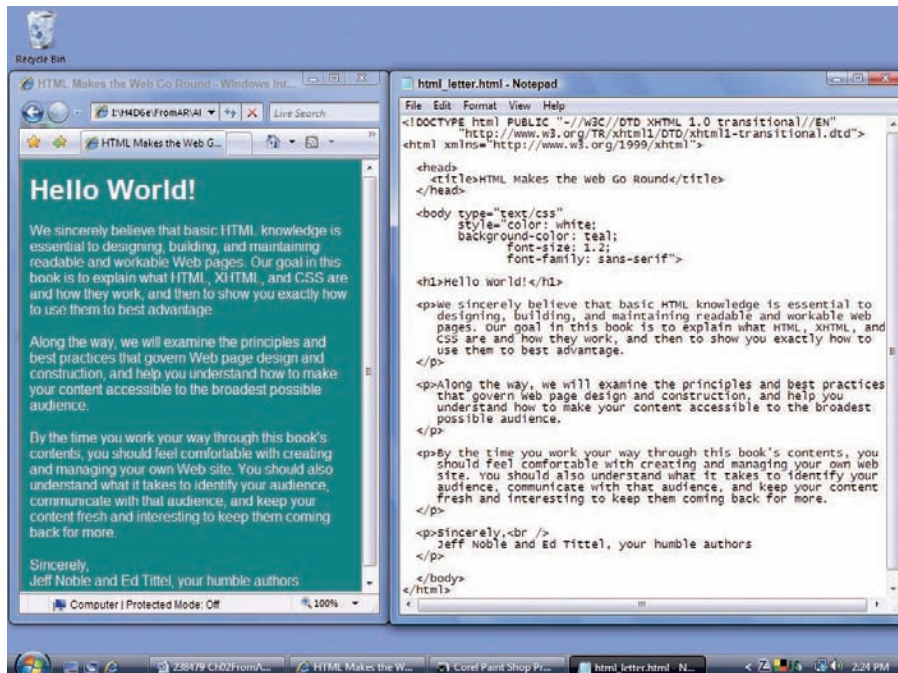 Recycle Bin
HTML Makes the Web Go Round - Windows Int...
I:\H4D6e\FromAR\Al
Live Search
HTML Makes the Web G...
Hello World!
We sincerely believe that basic HTML knowledge is
essential to designing, building, and maintaining
readable and workable Web pages. Our goal in this
book is to explain what HTML, XHTML, and CSS are
and how they work, and then to show you exactly how
to use them to best advantage.
Along the way, we will examine the principles and
best practices that govern Web page design and
construction, and help you understand how to make
your content accessible to the broadest possible
audience.
By the time you work your way through this book's
contents, you should feel comfortable with creating
and managing your own Web site. You should also
understand what it takes to identify your audience,
communicate with that audience, and keep your
content fresh and interesting to keep them coming
back for more.
Sincerely,
Jeff Noble and Ed Tittel, your humble authors
Computer | Protected Mode: Off 100%
html_letter.html - Notepad
File Edit Format View Help
<!DOCTYPE html PUBLIC "-//W3C//DTD XHTML 1.0 transitional//EN"
"http://www.w3.org/TR/xhtml1/DTD/xhtml1-transitional.dtd">
<html xmlns="http://www.w3.org/1999/xhtml">
<head>
<title>HTML Makes the Web Go Round</title>
</head>
<body type="text/css"
style="color: white;
background-color: teal;
font-size: 1.2;
font-family: sans-serif">
<h1>Hello World!</h1>
<p>We sincerely believe that basic HTML knowledge is essential to
designing, building, and maintaining readable and workable Web
pages. Our goal in this book is to explain what HTML, XHTML, and
CSS are and how they work, and then to show you exactly how to
use them to best advantage.
</p>
<p>Along the way, we will examine the principles and best practices
that govern Web page design and construction, and help you
understand how to make your content accessible to the broadest
possible audience.
</p>
<p>By the time you work your way through this book's contents, you
should feel comfortable with creating and managing your own Web
site. You should also understand what it takes to identify your
audience, communicate with that audience, and keep your content
fresh and interesting to keep them coming back for more.
</p>
<p>Sincerely,<br />
Jeff Noble and Ed Tittel, your humble authors
</p>
</body>
</html>
238479 Ch02FromA... HTML Makes the W... Corel Paint Shop Pr... html_letter.html - N... 2:24 PM